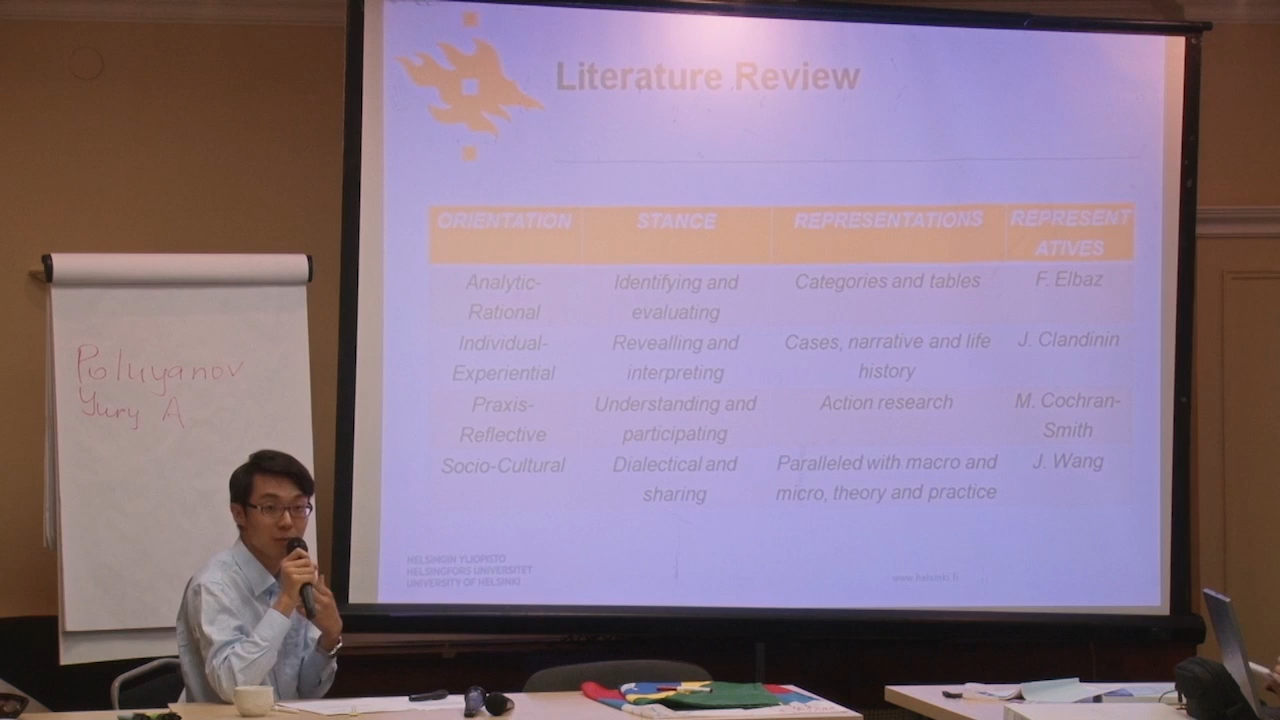 Literature Review
ORIENTATION STANCE REPRESENTATIONS REPRESENT
ATIVES
Analytic- Identifying and Categories and tables F. Elbaz
Rational evaluating
Individual- Revealling and Cases, narrative and life J. Clandinin
Experiential interpreting history
Praxis- Understanding and Action research M. Cochran-
Reflective participating Smith
Socio-Cultural Dialectical and Paralleled with macro and J. Wang
sharing micro, theory and practice
HELSINGIN YLIOPISTO
HELSINGFORS UNIVERSITET
UNIVERSITY OF HELSINKI
www.helsinki.fi
Poluyanov
Yury A